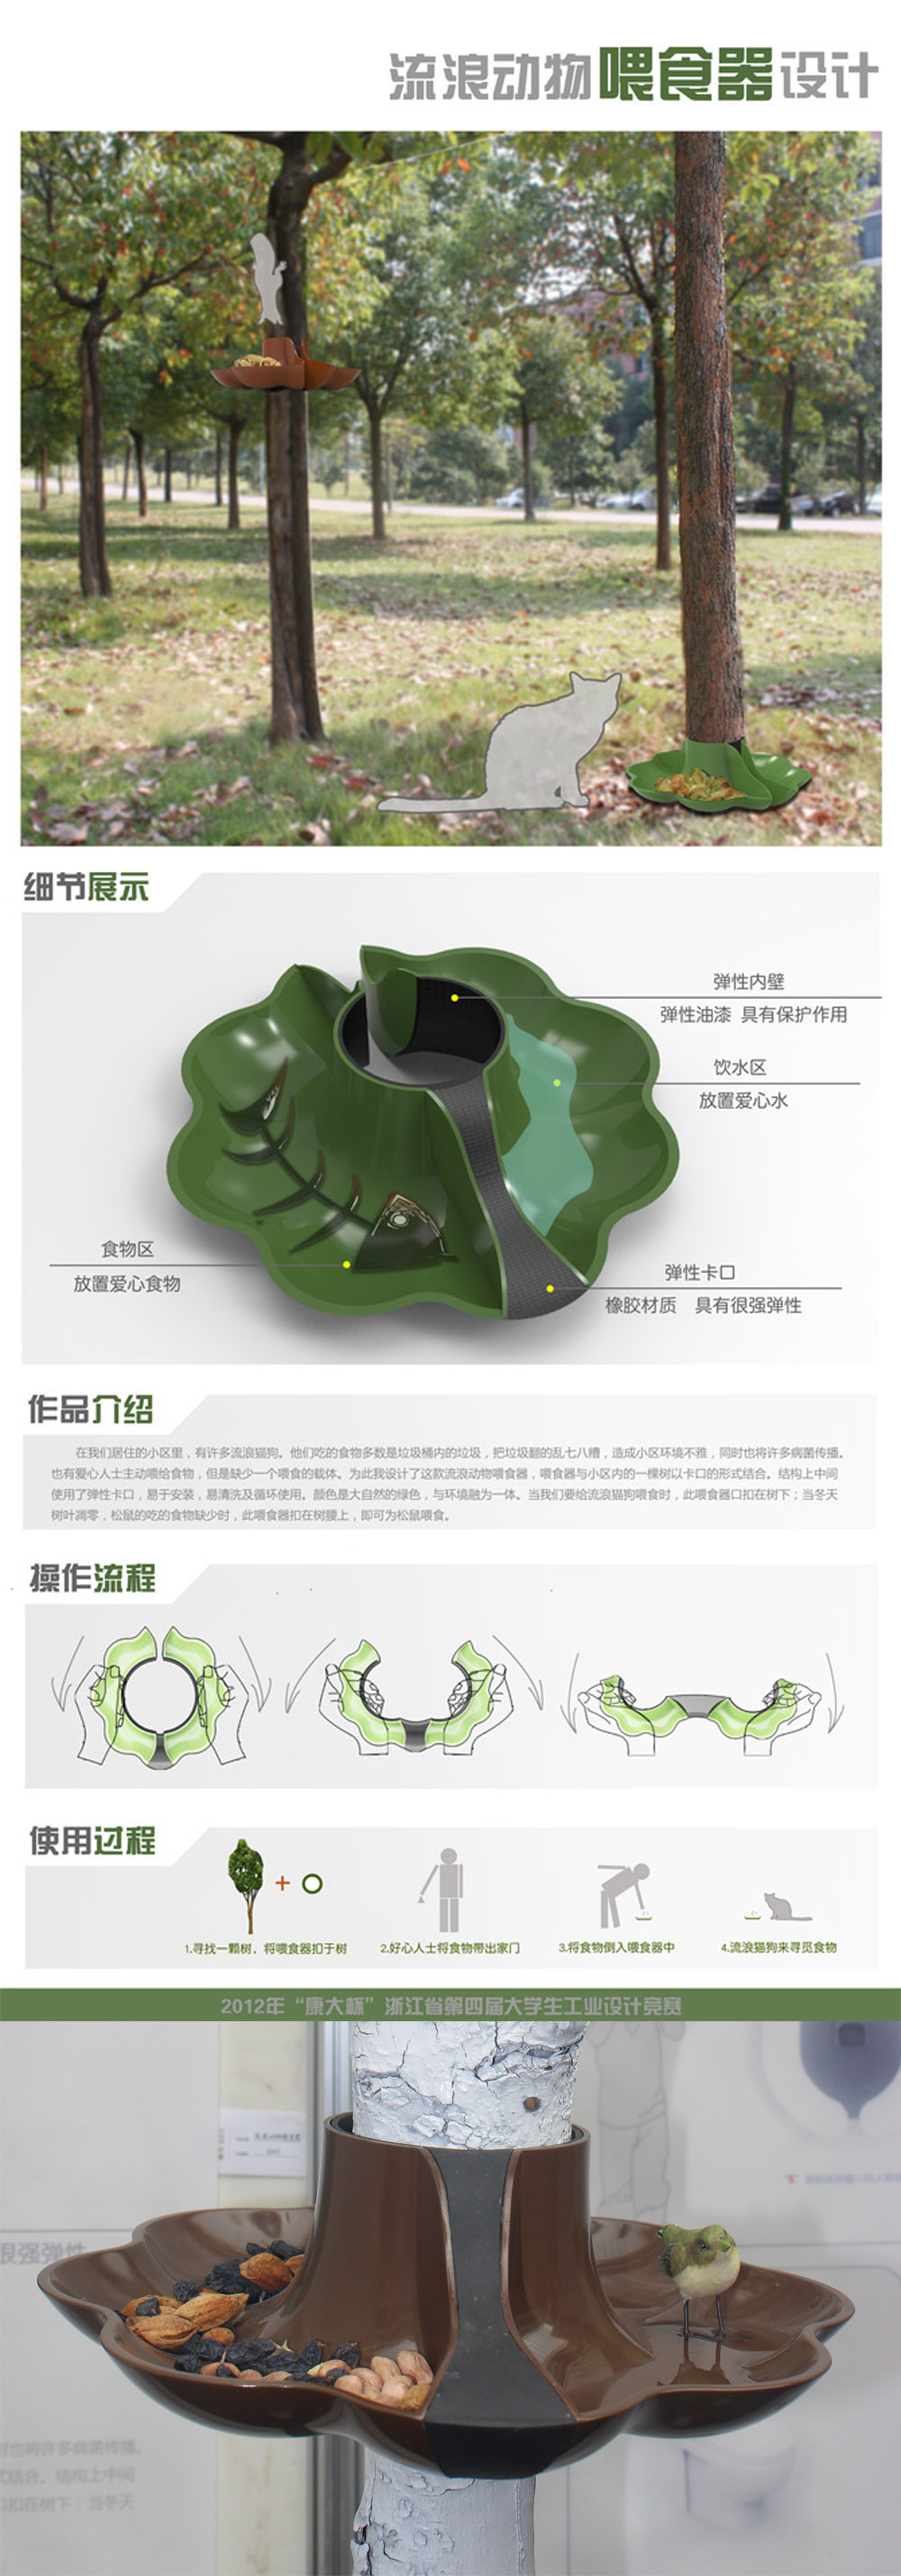 流浪动物喂食器设计
细节展示
弹性内壁
弹性油漆 具有保护作用
饮水区
放置爱心水
食物区
放置爱心食物
弹性卡口
橡胶材质 具有很强弹性
作品介绍
在我们居住的小区里，有许多流浪猫狗。他们吃的食物多数是垃圾桶内的垃圾，把垃圾翻的乱七八糟，造成小区环境不雅，同时也将许多病菌传播。
也有爱心人士主动喂给食物，但是缺少一个喂食的载体。为此我设计了这款流浪动物喂食器，喂食器与小区内的一棵树以卡口的形式结合。结构上中间
使用了弹性卡口，易于安装，易清洗及循环使用。颜色是大自然的绿色，与环境融为一体。当我们要给流浪猫狗喂食时，此喂食器口扣在树下；当冬天
树叶凋零，松鼠的吃的食物缺少时，此喂食器扣在树腰上，即可为松鼠喂食。
操作流程
使用过程
1.寻找一颗树，将喂食器扣于树
2.好心人士将食物带出家门
3.将食物倒入喂食器中
4.流浪猫狗来寻觅食物
2012年“康大杯”浙江省第四届大学生工业设计竞赛
很强弹性
时也将许多病菌传播。
式结合。结构上中间
口扣在树下；当冬天